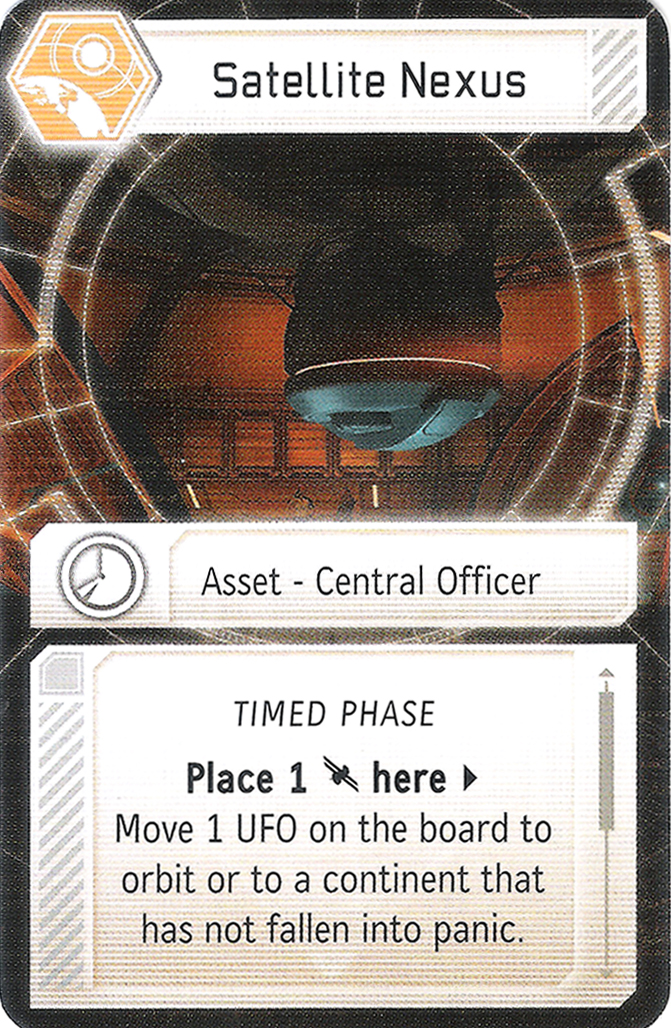 Satellite Nexus
Asset - Central Officer
TIMED PHASE
Place 1 here
Move 1 UFO on the board to
orbit or to a continent that
has not fallen into panic.